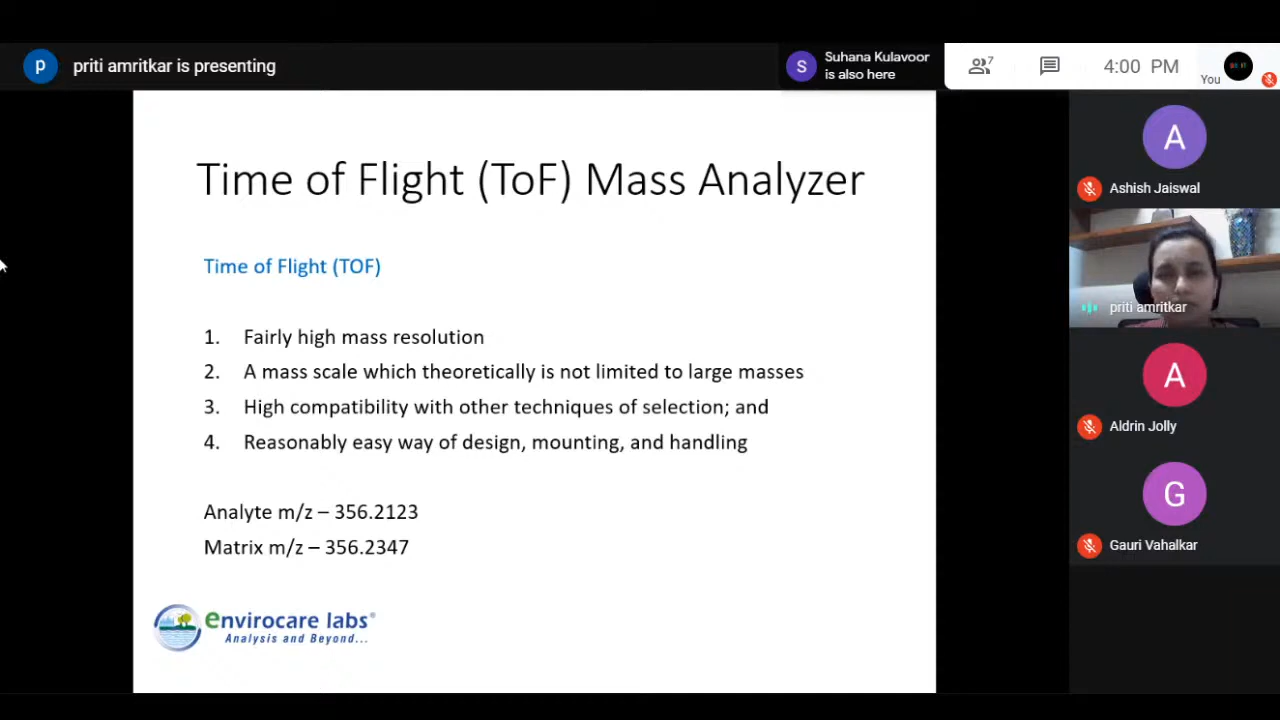 p
priti amritkar is presenting
S
Suhana Kulavoor
is also here
7
4:00 PM
You
Time of Flight (ToF) Mass Analyzer
Time of Flight (TOF)
1. Fairly high mass resolution
2. A mass scale which theoretically is not limited to large masses
3. High compatibility with other techniques of selection; and
4. Reasonably easy way of design, mounting, and handling
Analyte m/z – 356.2123
Matrix m/z – 356.2347
envirocare labs®
Analysis and Beyond...
A
Ashish Jaiswal
priti amritkar
A
Aldrin Jolly
G
Gauri Vahalkar